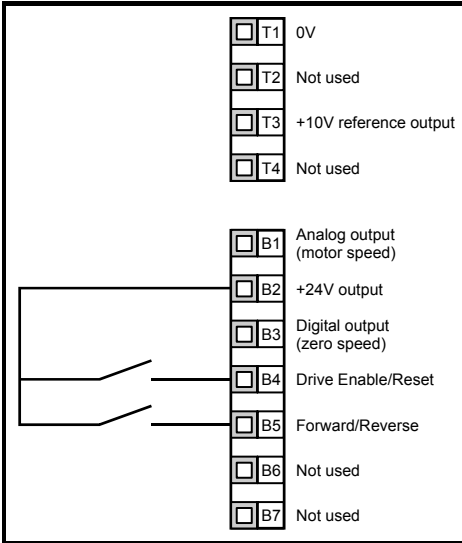 T1 0V
T2 Not used
T3 +10V reference output
T4 Not used
B1 Analog output
(motor speed)
B2 +24V output
B3 Digital output
(zero speed)
B4 Drive Enable/Reset
B5 Forward/Reverse
B6 Not used
B7 Not used